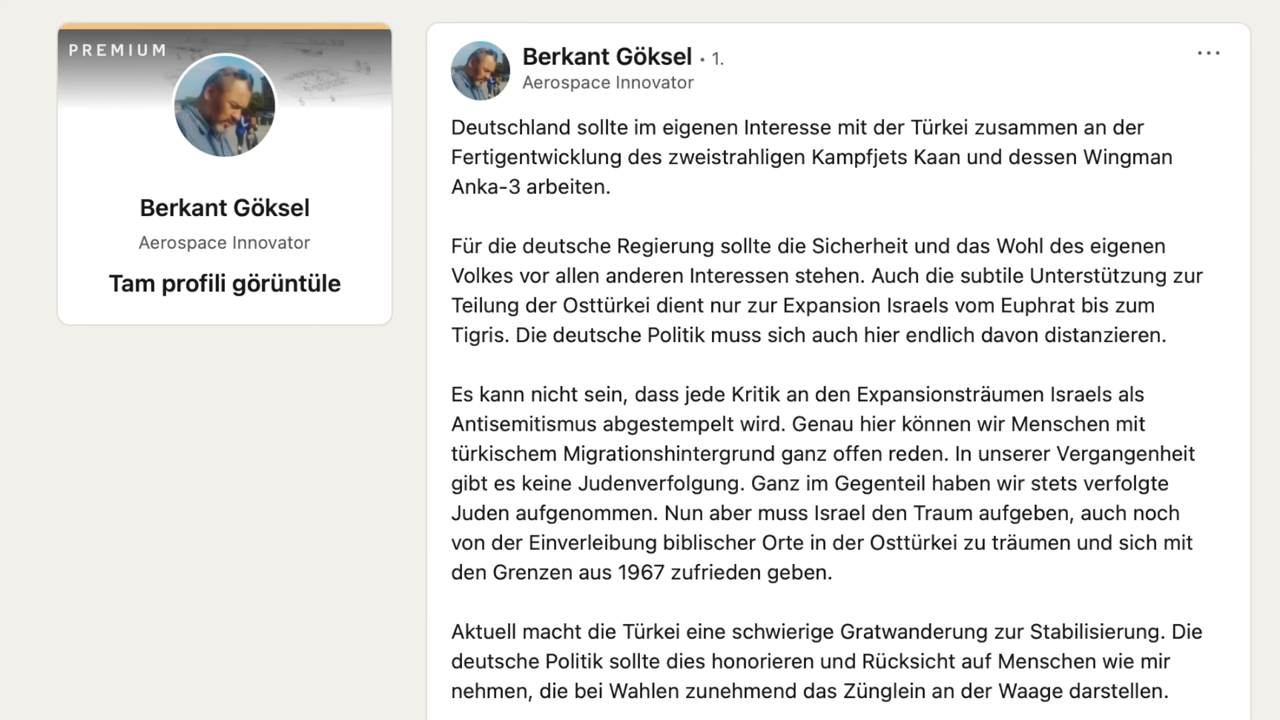 PREMIUM
Berkant Göksel
Aerospace Innovator
Tam profili görüntüle
Berkant Göksel • 1.
Aerospace Innovator
Deutschland sollte im eigenen Interesse mit der Türkei zusammen an der
Fertigentwicklung des zweistrahligen Kampfjets Kaan und dessen Wingman
Anka-3 arbeiten.
Für die deutsche Regierung sollte die Sicherheit und das Wohl des eigenen
Volkes vor allen anderen Interessen stehen. Auch die subtile Unterstützung zur
Teilung der Osttürkei dient nur zur Expansion Israels vom Euphrat bis zum
Tigris. Die deutsche Politik muss sich auch hier endlich davon distanzieren.
Es kann nicht sein, dass jede Kritik an den Expansionsträumen Israels als
Antisemitismus abgestempelt wird. Genau hier können wir Menschen mit
türkischem Migrationshintergrund ganz offen reden. In unserer Vergangenheit
gibt es keine Judenverfolgung. Ganz im Gegenteil haben wir stets verfolgte
Juden aufgenommen. Nun aber muss Israel den Traum aufgeben, auch noch
von der Einverleibung biblischer Orte in der Osttürkei zu träumen und sich mit
den Grenzen aus 1967 zufrieden geben.
Aktuell macht die Türkei eine schwierige Gratwanderung zur Stabilisierung. Die
deutsche Politik sollte dies honorieren und Rücksicht auf Menschen wie mir
nehmen, die bei Wahlen zunehmend das Zünglein an der Waage darstellen.